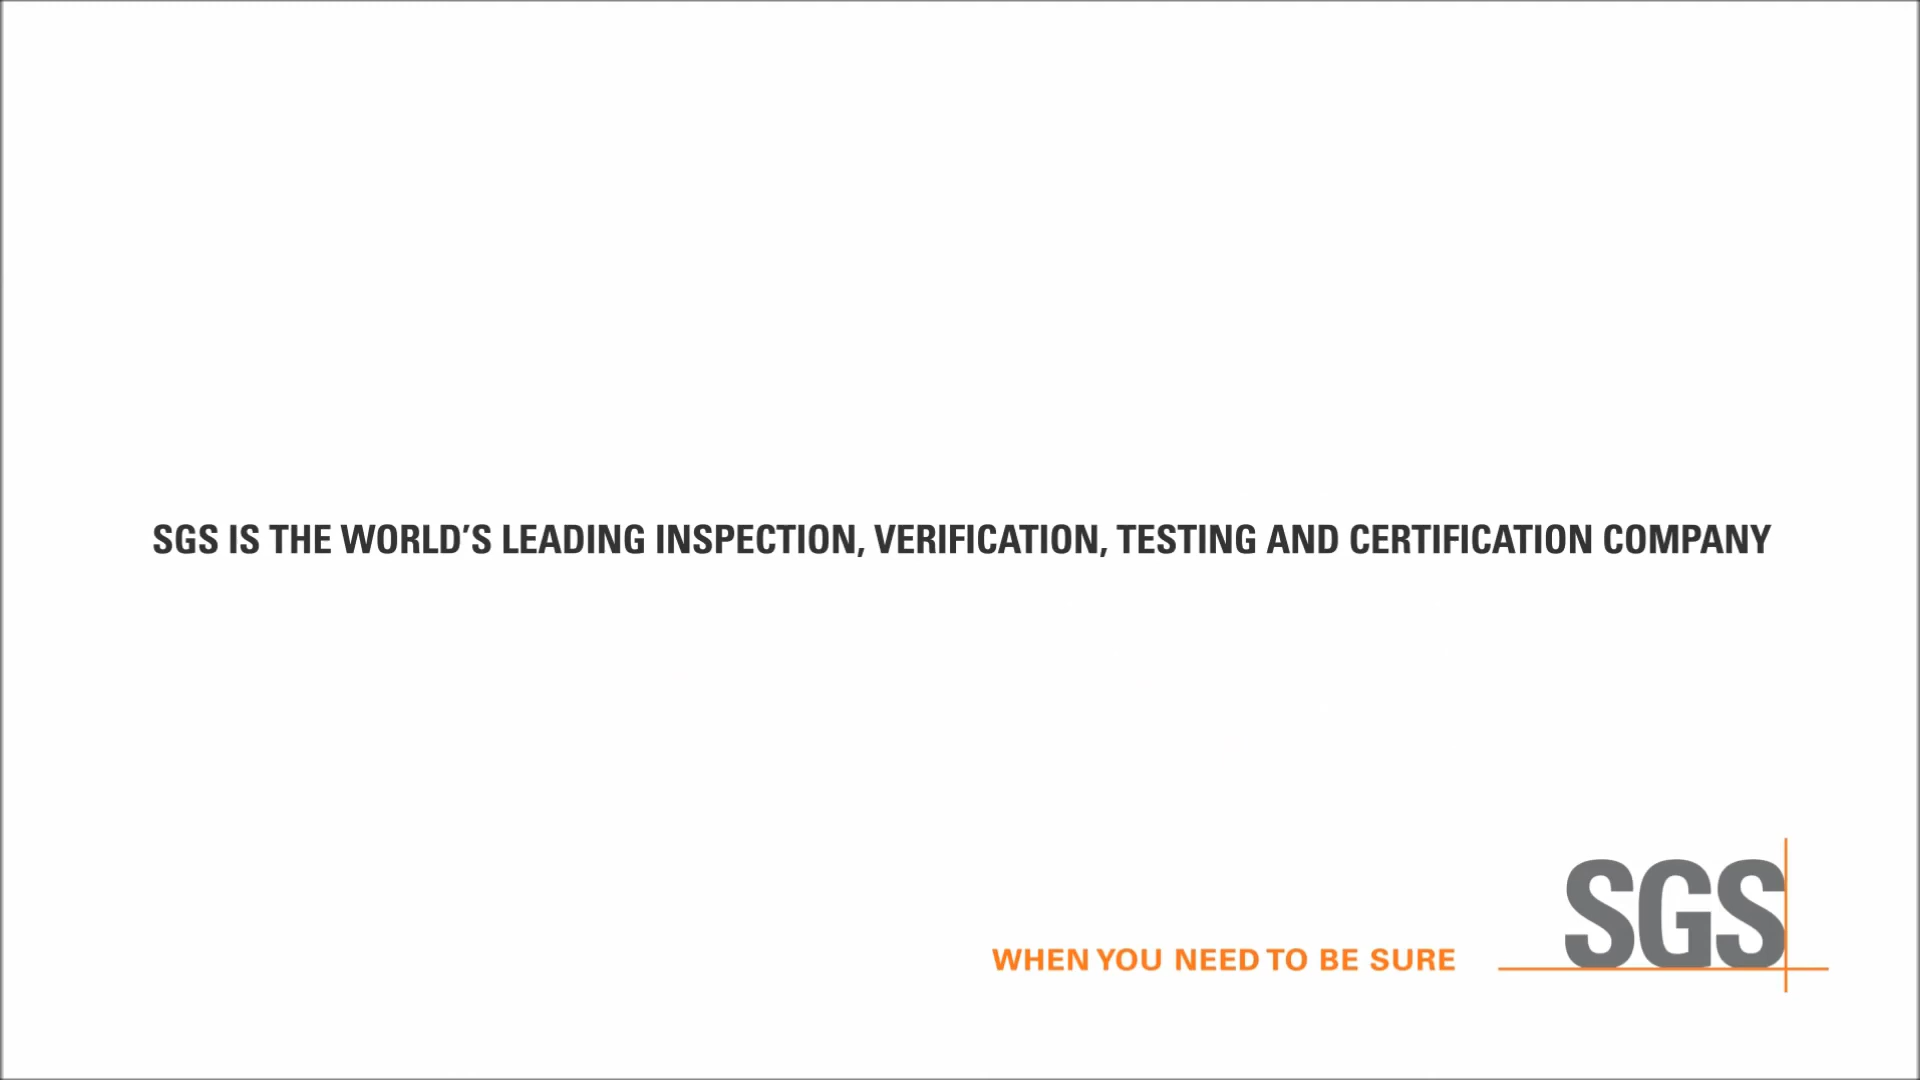 SGS IS THE WORLD’S LEADING INSPECTION, VERIFICATION, TESTING AND CERTIFICATION COMPANY
WHEN YOU NEED TO BE SURE
SGS